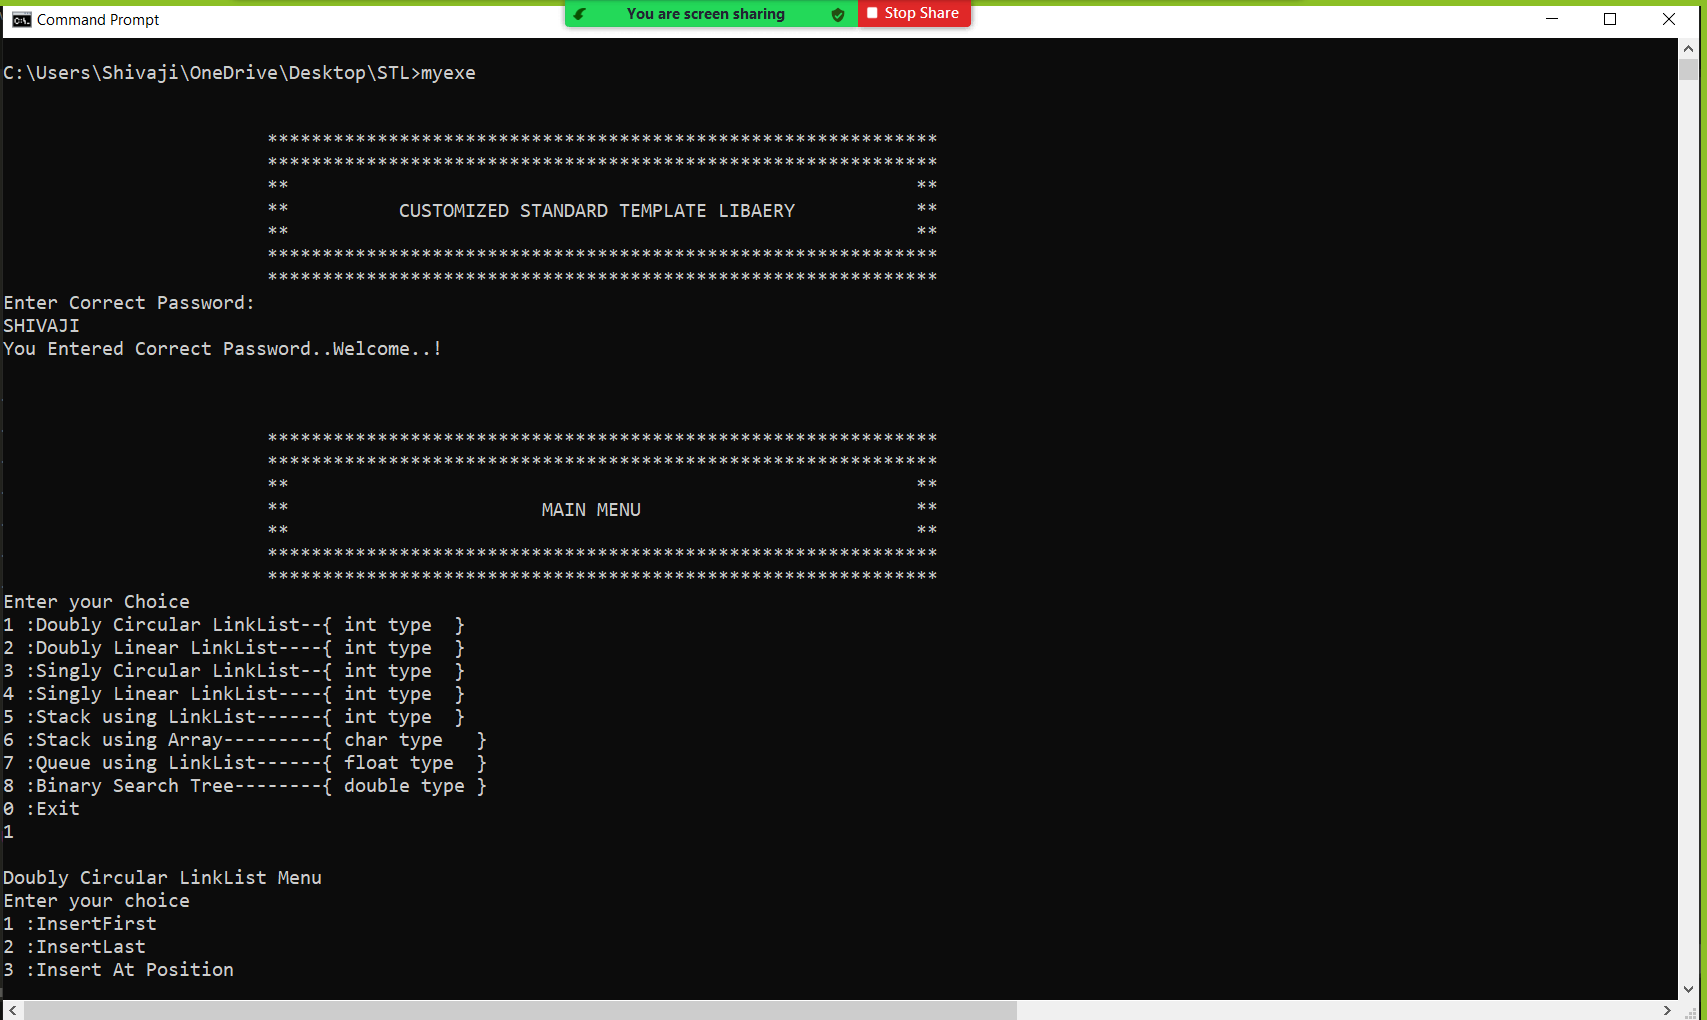 Command Prompt
You are screen sharing
Stop Share
C:\Users\Shivaji\OneDrive\Desktop\STL>myexe
*************************************************************
*************************************************************
** **
** CUSTOMIZED STANDARD TEMPLATE LIBAERY **
** **
*************************************************************
*************************************************************
Enter Correct Password:
SHIVAJI
You Entered Correct Password..Welcome..!
*************************************************************
*************************************************************
** **
** MAIN MENU **
** **
*************************************************************
*************************************************************
Enter your Choice
1 :Doubly Circular LinkList--{ int type  }
2 :Doubly Linear LinkList----{ int type  }
3 :Singly Circular LinkList--{ int type  }
4 :Singly Linear LinkList----{ int type  }
5 :Stack using LinkList------{ int type  }
6 :Stack using Array---------{ char type   }
7 :Queue using LinkList------{ float type  }
8 :Binary Search Tree--------{ double type }
0 :Exit
1
Doubly Circular LinkList Menu
Enter your choice
1 :InsertFirst
2 :InsertLast
3 :Insert At Position